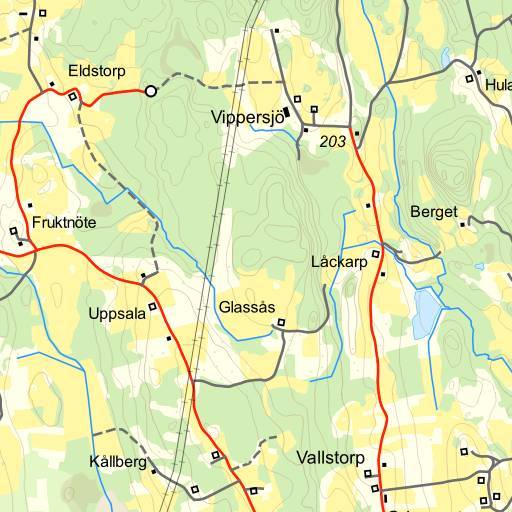 Eldstorp
Hula
Vippersjö
203
Berget
Fruktnöte
Låckarp
Glassås
Uppsala
Vallstorp
Kållberg